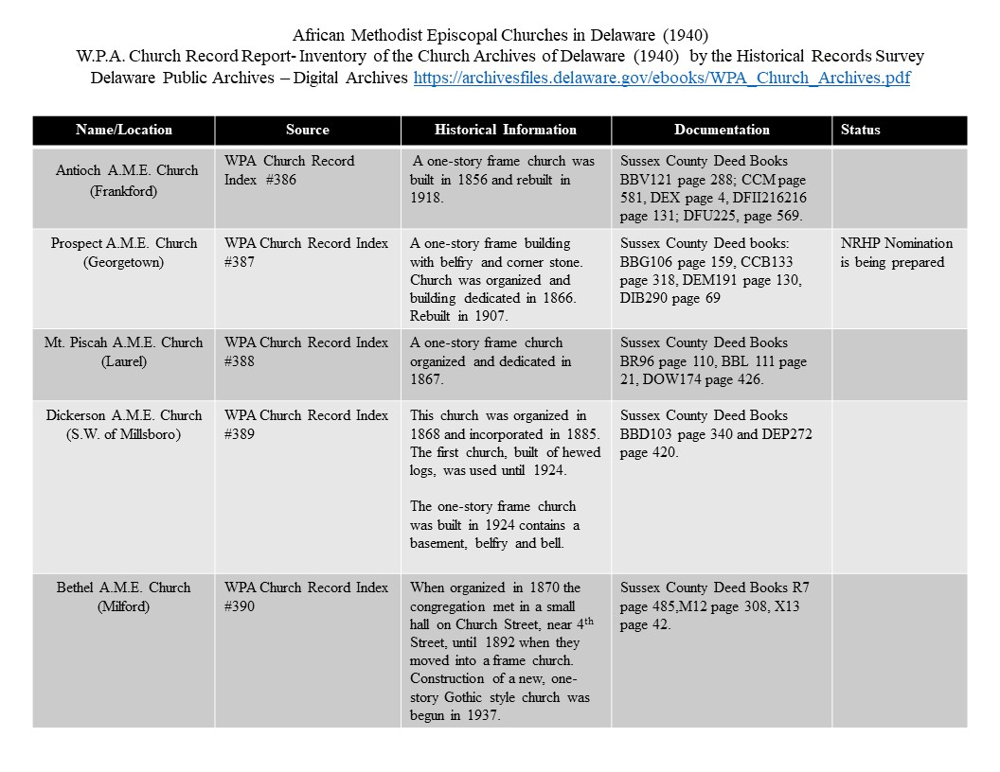 African Methodist Episcopal Churches in Delaware (1940)
W.P.A. Church Record Report- Inventory of the Church Archives of Delaware (1940) by the Historical Records Survey
Delaware Public Archives – Digital Archives https://archivesfiles.delaware.gov/ebooks/WPA_Church_Archives.pdf
Name/Location
Source
Historical Information
Documentation
Status
Antioch A.M.E. Church
(Frankford)
WPA Church Record
Index #386
A one-story frame church was
built in 1856 and rebuilt in
1918.
Sussex County Deed Books
BBV121 page 288; CCM page
581, DEX page 4, DFII216216
page 131; DFU225, page 569.
Prospect A.M.E. Church
(Georgetown)
WPA Church Record Index
#387
A one-story frame building
with belfry and corner stone.
Church was organized and
building dedicated in 1866.
Rebuilt in 1907.
Sussex County Deed books:
BBG106 page 159, CCB133
page 318, DEM191 page 130,
DIB290 page 69
NRHP Nomination
is being prepared
Mt. Piscah A.M.E. Church
(Laurel)
WPA Church Record Index
#388
A one-story frame church
organized and dedicated in
1867.
Sussex County Deed Books
BR96 page 110, BBL 111 page
21, DOW174 page 426.
Dickerson A.M.E. Church
(S.W. of Millsboro)
WPA Church Record Index
#389
This church was organized in
1868 and incorporated in 1885.
The first church, built of hewed
logs, was used until 1924.
The one-story frame church
was built in 1924 contains a
basement, belfry and bell.
Sussex County Deed Books
BBD103 page 340 and DEP272
page 420.
Bethel A.M.E. Church
(Milford)
WPA Church Record Index
#390
When organized in 1870 the
congregation met in a small
hall on Church Street, near 4th
Street, until 1892 when they
moved into a frame church.
Construction of a new, one-
story Gothic style church was
begun in 1937.
Sussex County Deed Books R7
page 485,M12 page 308, X13
page 42.